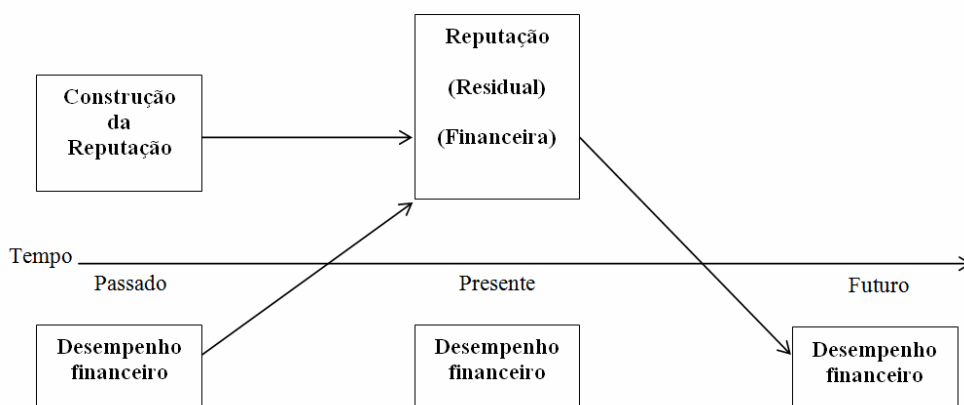 Reputação
(Residual)
(Financeira)
Construção
da
Reputação
Tempo
Passado
Presente
Futuro
Desempenho
financeiro
Desempenho
financeiro
Desempenho
financeiro